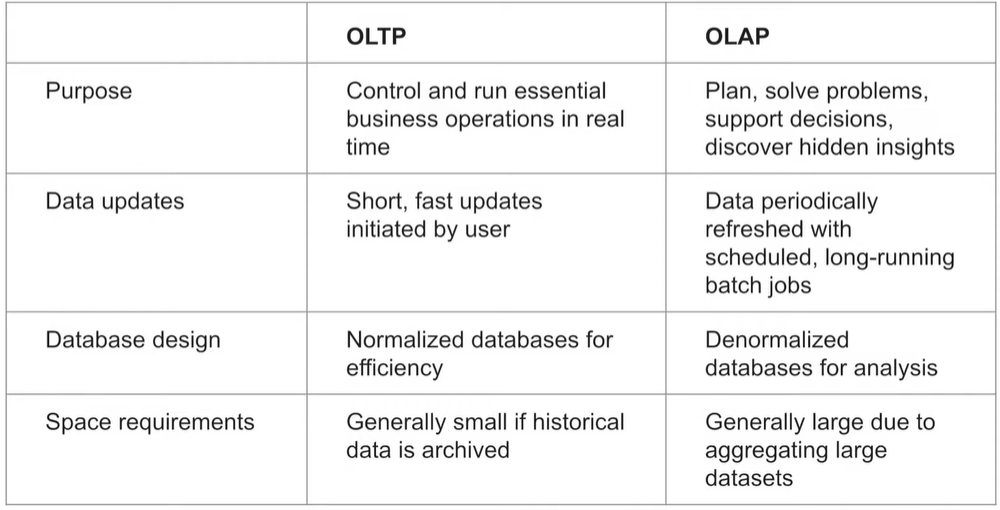 OLTP
OLAP
Purpose
Control and run essential
business operations in real
time
Plan, solve problems,
support decisions,
discover hidden insights
Data updates
Short, fast updates
initiated by user
Data periodically
refreshed with
scheduled, long-running
batch jobs
Database design
Normalized databases for
efficiency
Denormalized
databases for analysis
Space requirements
Generally small if historical
data is archived
Generally large due to
aggregating large
datasets